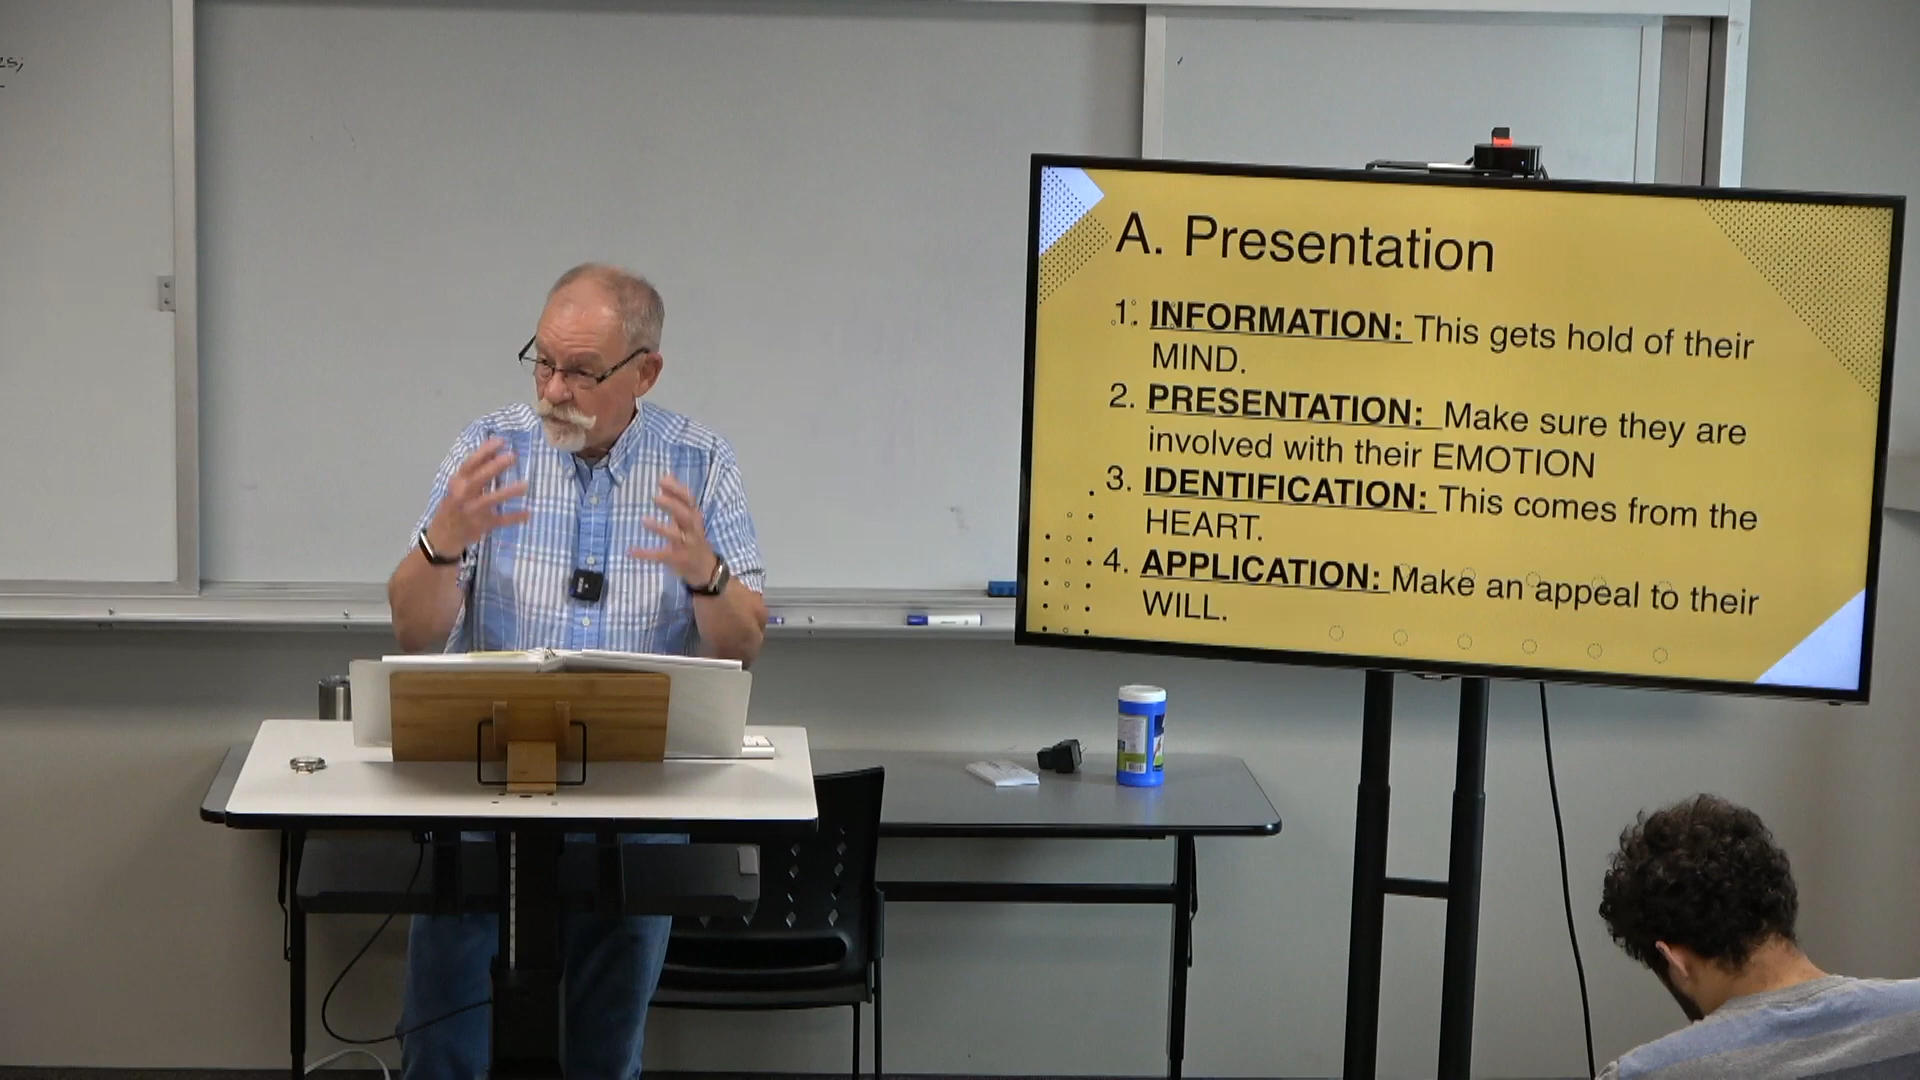 A. Presentation
1. INFORMATION: This gets hold of their
MIND.
2. PRESENTATION: Make sure they are
involved with their EMOTION
3. IDENTIFICATION: This comes from the
HEART.
4. APPLICATION: Make an appeal to their
WILL.